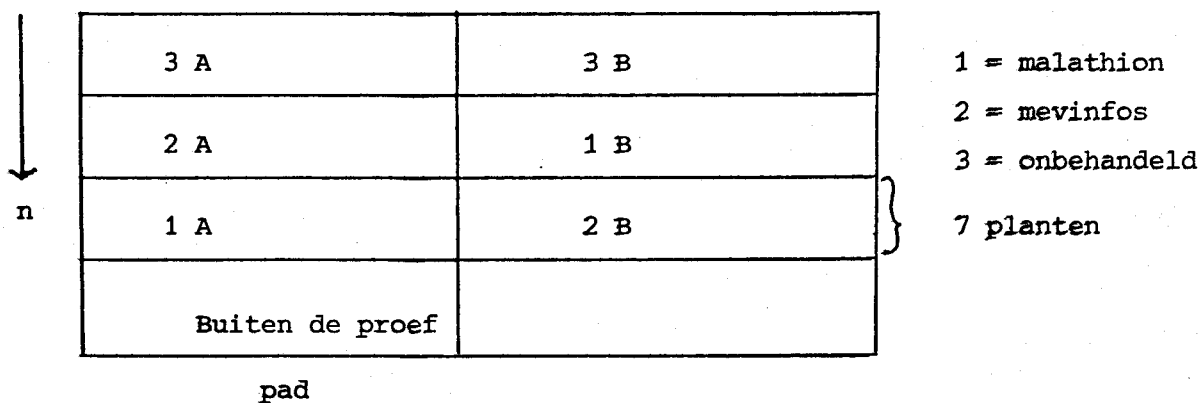 3 A 3 B 1 = malathion
2 = mevinfos
2 A 1 B
3 = onbehandeld
n
1 A 2 B 7 planten
Buiten de proef
pad